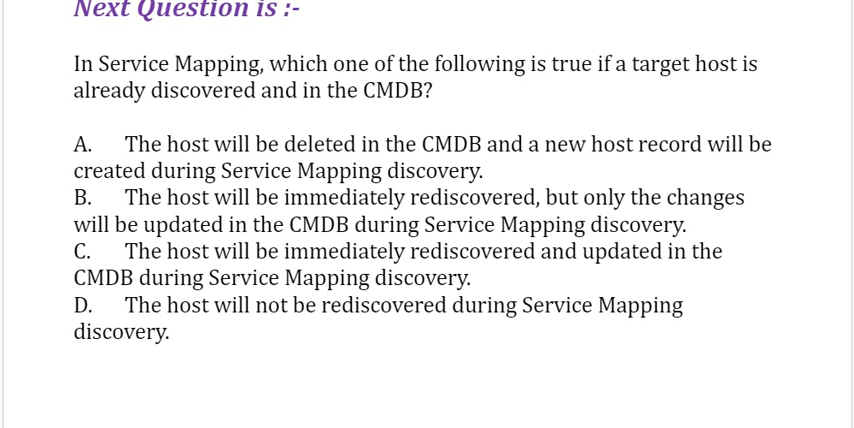 Next Question is :-
In Service Mapping, which one of the following is true if a target host is
already discovered and in the CMDB?
A. The host will be deleted in the CMDB and a new host record will be
created during Service Mapping discovery.
B. The host will be immediately rediscovered, but only the changes
will be updated in the CMDB during Service Mapping discovery.
C. The host will be immediately rediscovered and updated in the
CMDB during Service Mapping discovery.
D. The host will not be rediscovered during Service Mapping
discovery.